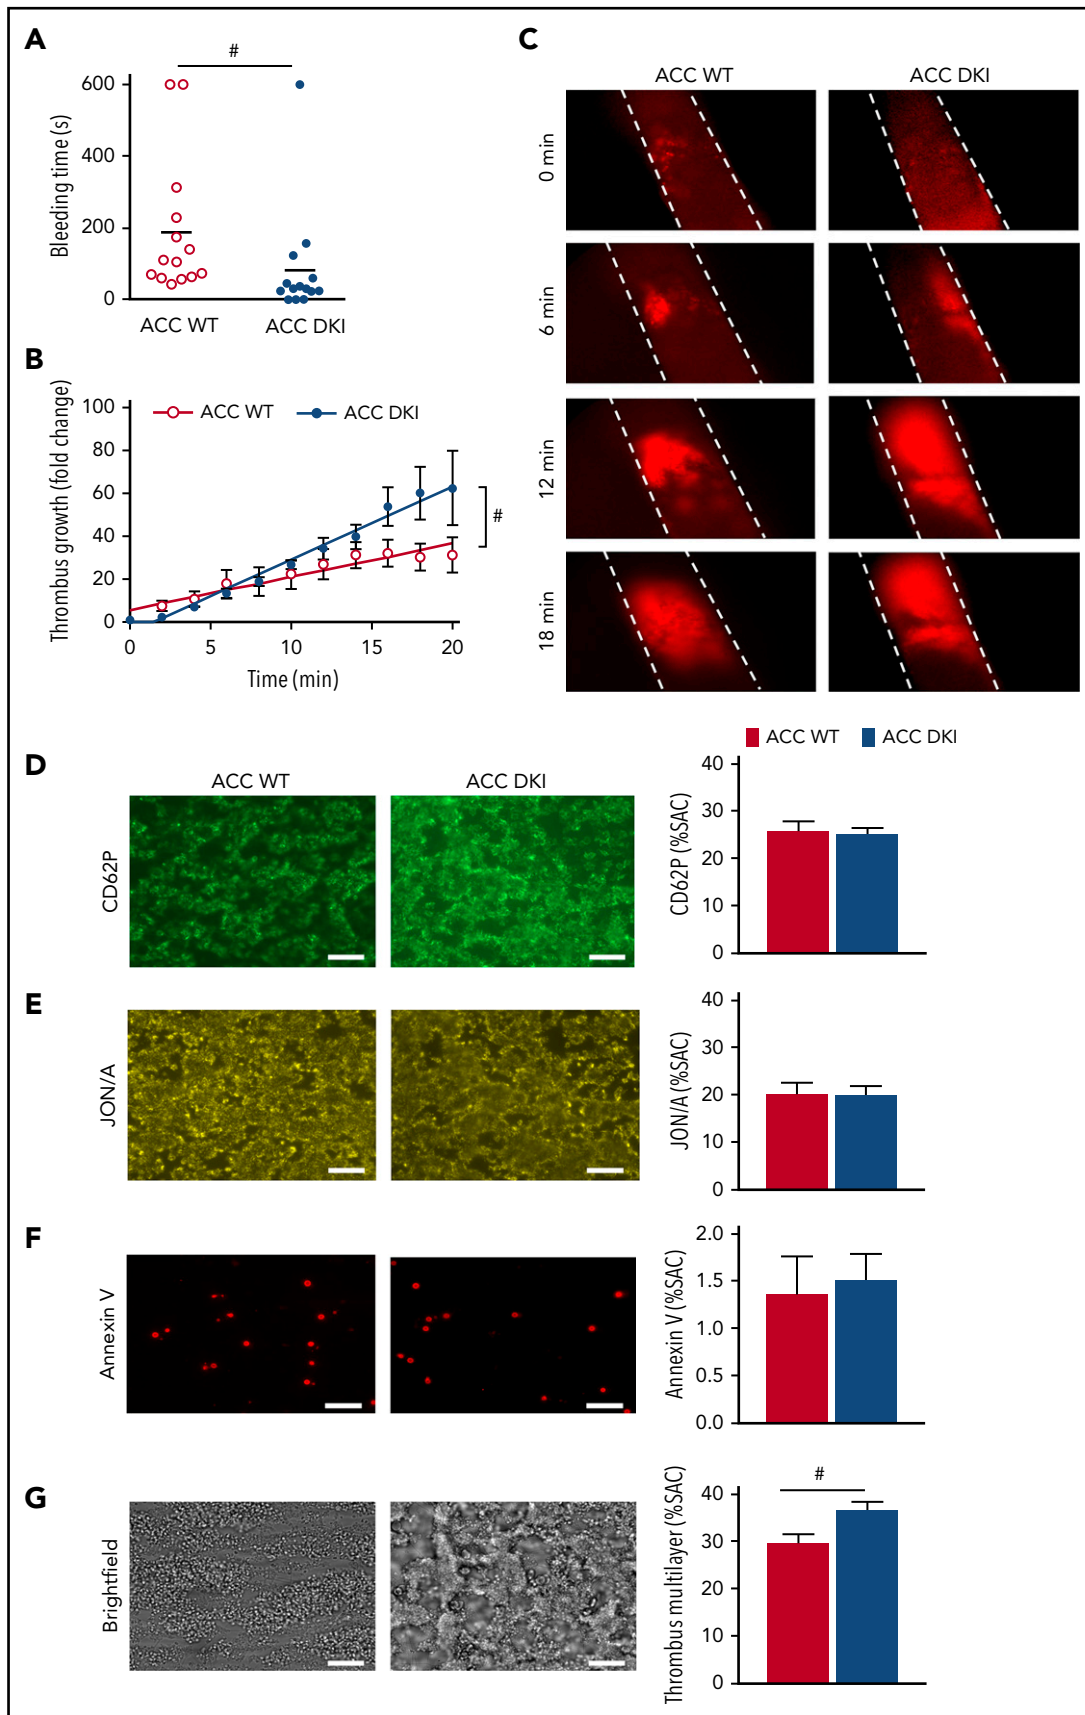 A
#
Bleeding time (s)
600
400
200
0
ACC WT
ACC DKI
B
Thrombus growth (fold change)
100
80
60
40
20
0
ACC WT
ACC DKI
#
0
5
10
15
20
Time (min)
C
ACC WT
ACC DKI
0 min
6 min
12 min
18 min
ACC WT
ACC DKI
D
ACC WT
ACC DKI
CD62P
CD62P (%SAC)
40
30
20
10
0
E
JON/A
JON/A (%SAC)
40
30
20
10
0
F
Annexin V
Annexin V (%SAC)
2.0
1.5
1.0
0.5
0.0
G
Brightfield
Thrombus multilayer (%SAC)
#
40
30
20
10
0